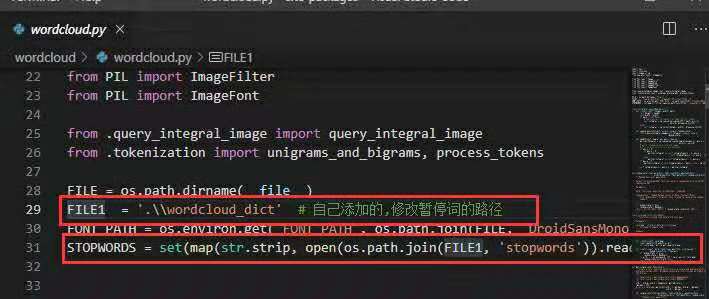 wordcloud.py
wordcloud > wordcloud.py > FILE1
22 from PIL import ImageFilter
23 from PIL import ImageFont
24
25 from .query_integral_image import query_integral_image
26 from .tokenization import unigrams_and_bigrams, process_tokens
27
28 FILE = os.path.dirname(__file__)
29 FILE1 = '.\\wordcloud_dict' # 自己添加的,修改暂停词的路径
30 FONT_PATH = os.environ.get('FONT_PATH', os.path.join(FILE, 'DroidSansMono
31 STOPWORDS = set(map(str.strip, open(os.path.join(FILE1, 'stopwords')).read
32
33